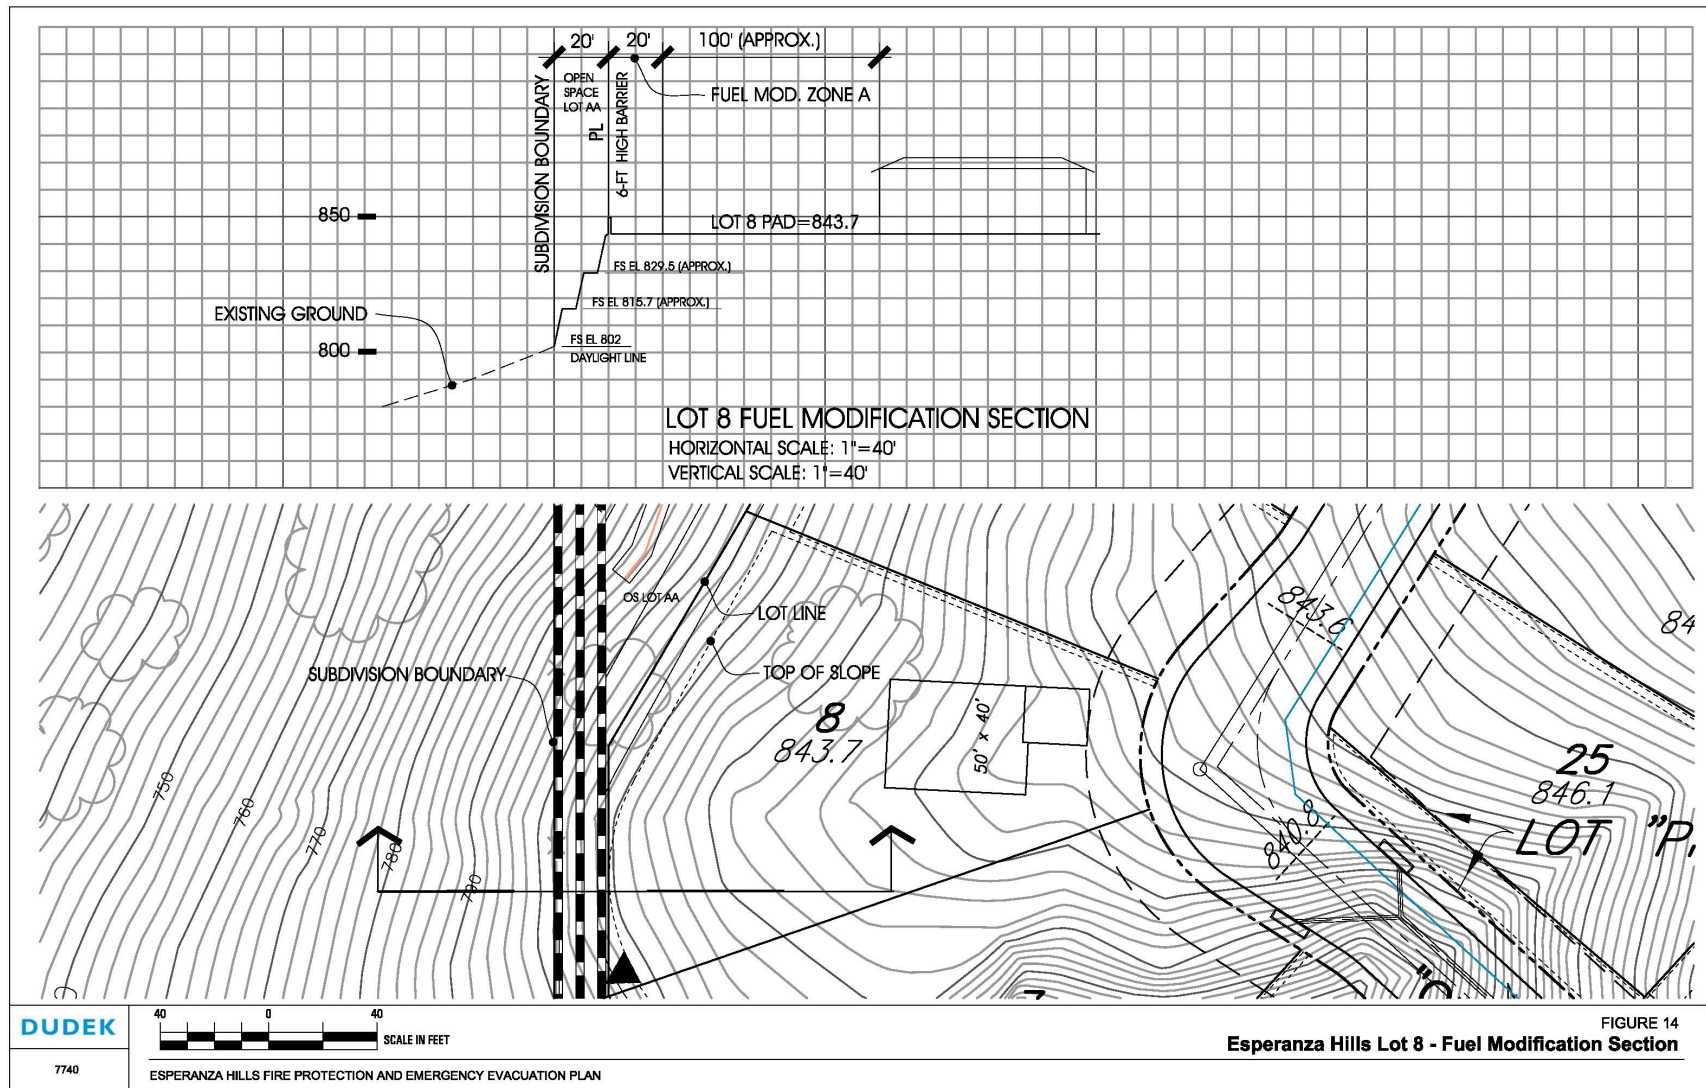 20' 20' 100' (APPROX.)
SUBDIVISION BOUNDARY
OPEN
SPACE
LOT AA
PL
6-FT HIGH BARRIER
FUEL MOD. ZONE A
850
LOT 8 PAD=843.7
FS EL 829.5 (APPROX.)
FS EL 815.7 (APPROX.)
EXISTING GROUND
800
FS EL 802
DAYLIGHT LINE
LOT 8 FUEL MODIFICATION SECTION
HORIZONTAL SCALE: 1"=40'
VERTICAL SCALE: 1"=40'
OS LOT AA
LOT LINE
843.6
84
SUBDIVISION BOUNDARY
TOP OF SLOPE
8
843.7
50' x 40'
25
846.1
750
760
770
780
790
840.8
LOT "P,
"O
7
DUDEK
7740
40 0 40
SCALE IN FEET
ESPERANZA HILLS FIRE PROTECTION AND EMERGENCY EVACUATION PLAN
FIGURE 14
Esperanza Hills Lot 8 - Fuel Modification Section